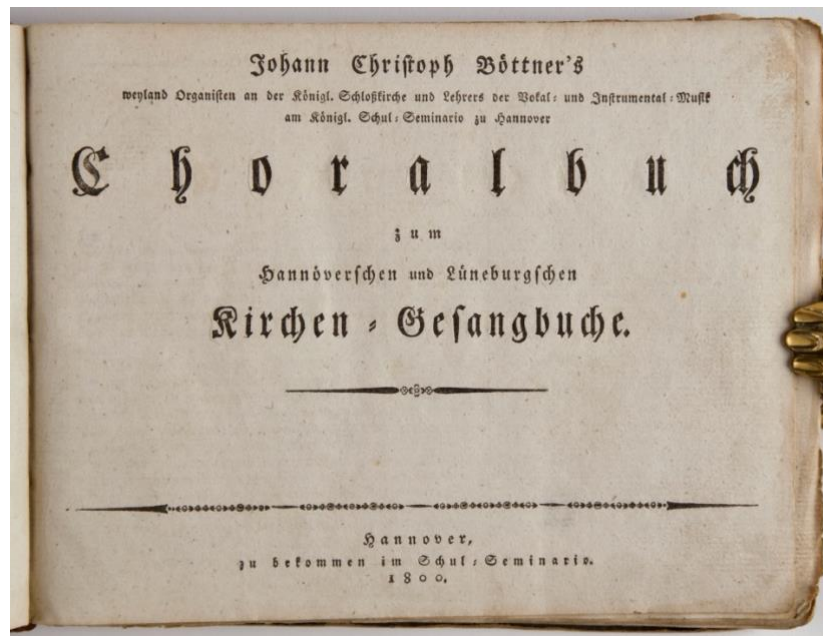 Johann Christoph Böttner's
weyland Organisten an der Königl. Schloßkirche und Lehrers der Vokal- und Instrumental-Musik
am Königl. Schul-Seminario zu Hannover
Choralbuch
zum
Hannöverschen und Lüneburgschen
Kirchen-Gesangbuche.
Hannover,
zu bekommen im Schul-Seminario.
1800.